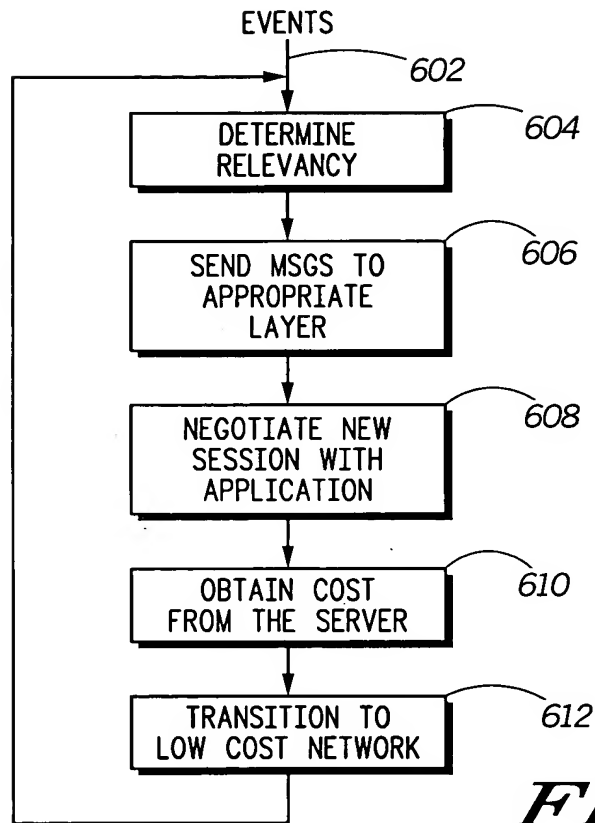 EVENTS
602
DETERMINE
RELEVANCY
604
SEND MSGS TO
APPROPRIATE
LAYER
606
NEGOTIATE NEW
SESSION WITH
APPLICATION
608
OBTAIN COST
FROM THE SERVER
610
TRANSITION TO
LOW COST NETWORK
612